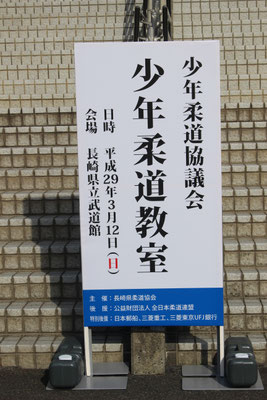 少年柔道協議会
少年柔道教室
日時 平成29年3月12日(日)
会場 長崎県立武道館
主 催：長崎県柔道協会
後 援：公益財団法人 全日本柔道連盟
特別後援：日本郵船、三菱重工、三菱東京UFJ銀行